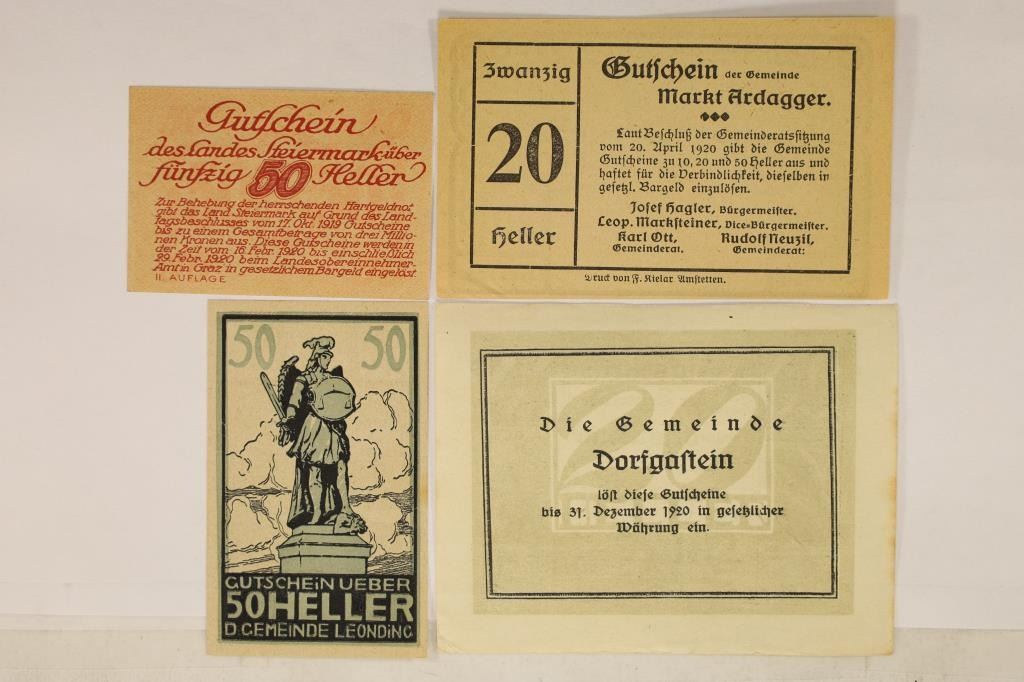 Gutschein
des Landes Steiermark über
fünfzig 50 Heller
Zur Behebung der herrschenden Hartgeldnot
gibt das Land Steiermark auf Grund des Land-
tagsbeschlusses vom 17. Okt. 1919 Gutscheine
bis zu einem Gesamtbetrage von drei Millio-
nen Kronen aus. Diese Gutscheine werden in
der Zeit vom 16. Febr. 1920 bis einschließlich
29. Febr. 1920 beim Landesobereinnehmer-
Amt in Graz in gesetzlichem Bargeld eingelöst.
II. AUFLAGE
Zwanzig
20
Heller
Gutschein der Gemeinde
Markt Ardagger.
Laut Beschluß der Gemeinderatssitzung
vom 20. April 1920 gibt die Gemeinde
Gutscheine zu 10, 20 und 50 Heller aus und
haftet für die Verbindlichkeit, dieselben in
gesetzl. Bargeld einzulösen.
Josef Hagler, Bürgermeister.
Leop. Marksteiner, Vice-Bürgermeister.
Karl Ott, Rudolf Neuzil,
Gemeinderat. Gemeinderat:
Druck von F. Kielar Amstetten.
50 50
GUTSCHEIN UEBER
50 HELLER
D. GEMEINDE LEONDING
20
Die Gemeinde
Dorfgastein
löst diese Gutscheine
bis 31. Dezember 1920 in gesetzlicher
Währung ein.